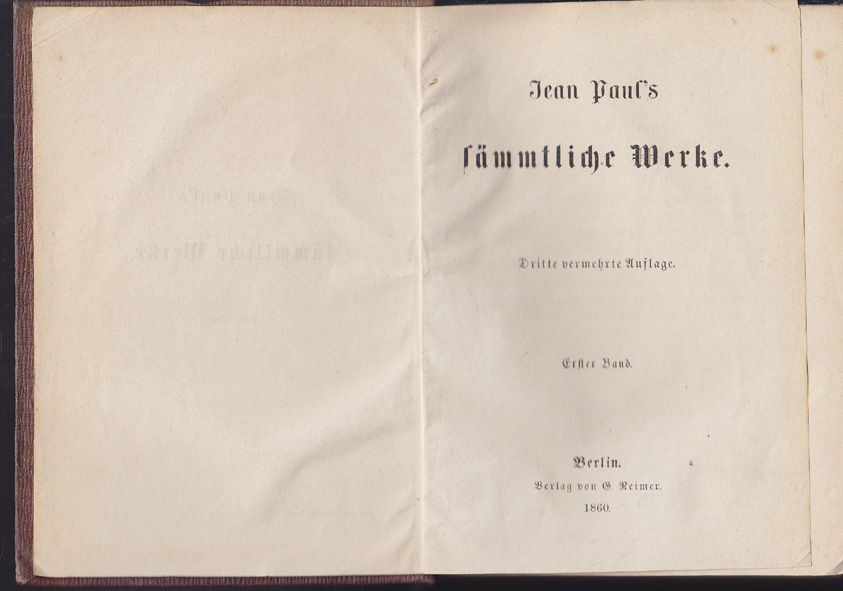 Jean Paul's
sämmtliche Werke.
Dritte vermehrte Auflage.
Erster Band.
Berlin.
Verlag von G. Reimer.
1860.